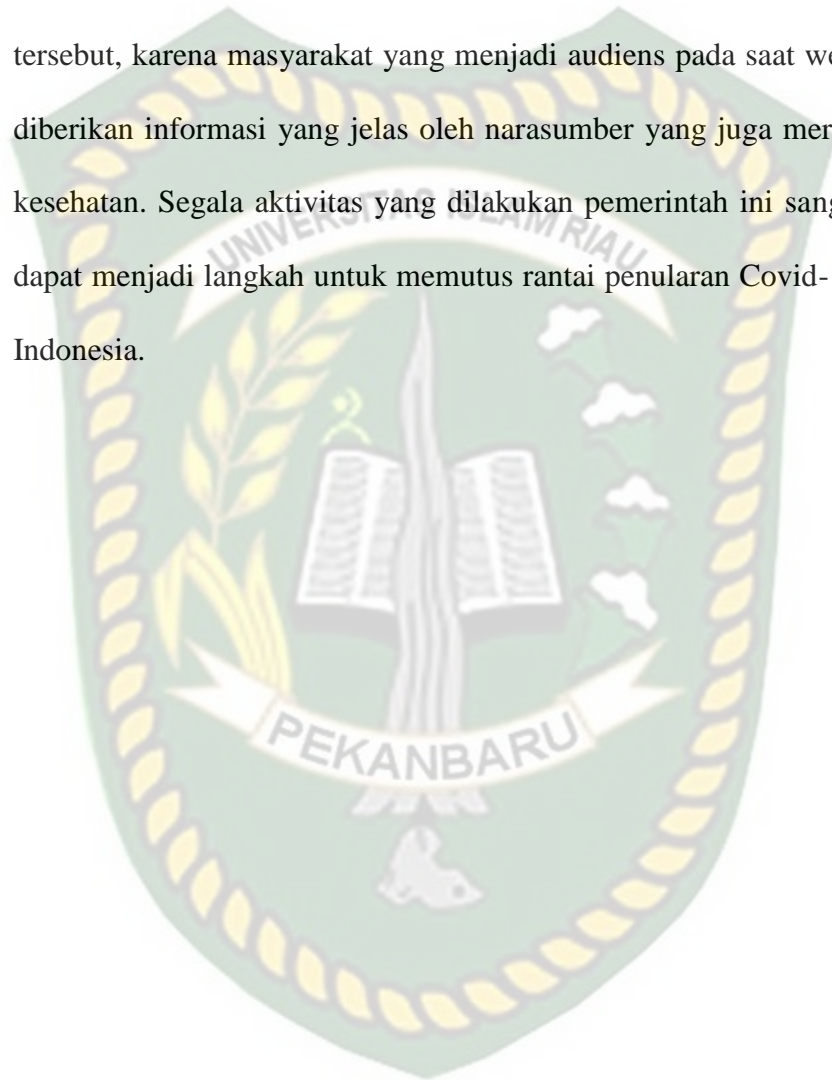 tersebut, karena masyarakat yang menjadi audiens pada saat we
diberikan informasi yang jelas oleh narasumber yang juga mer
kesehatan. Segala aktivitas yang dilakukan pemerintah ini sang
dapat menjadi langkah untuk memutus rantai penularan Covid-
Indonesia.
UNIVERSITAS ISLAM RIAU
PEKANBARU